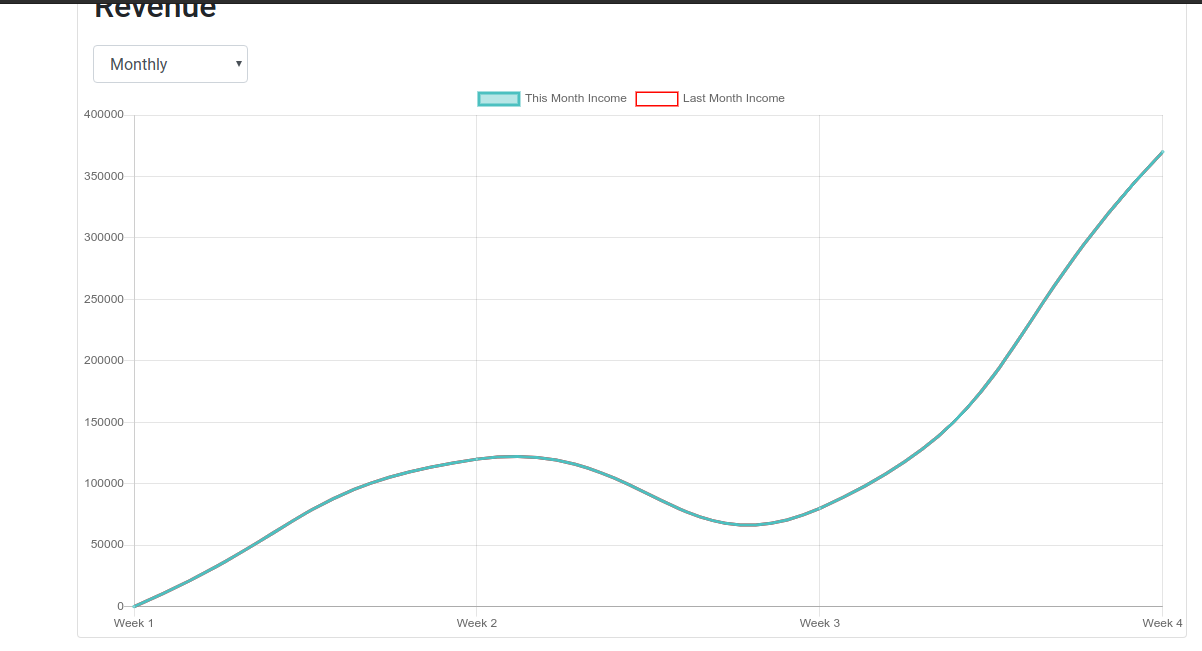 Revenue
Monthly
This Month Income Last Month Income
400000
350000
300000
250000
200000
150000
100000
50000
0
Week 1 Week 2 Week 3 Week 4